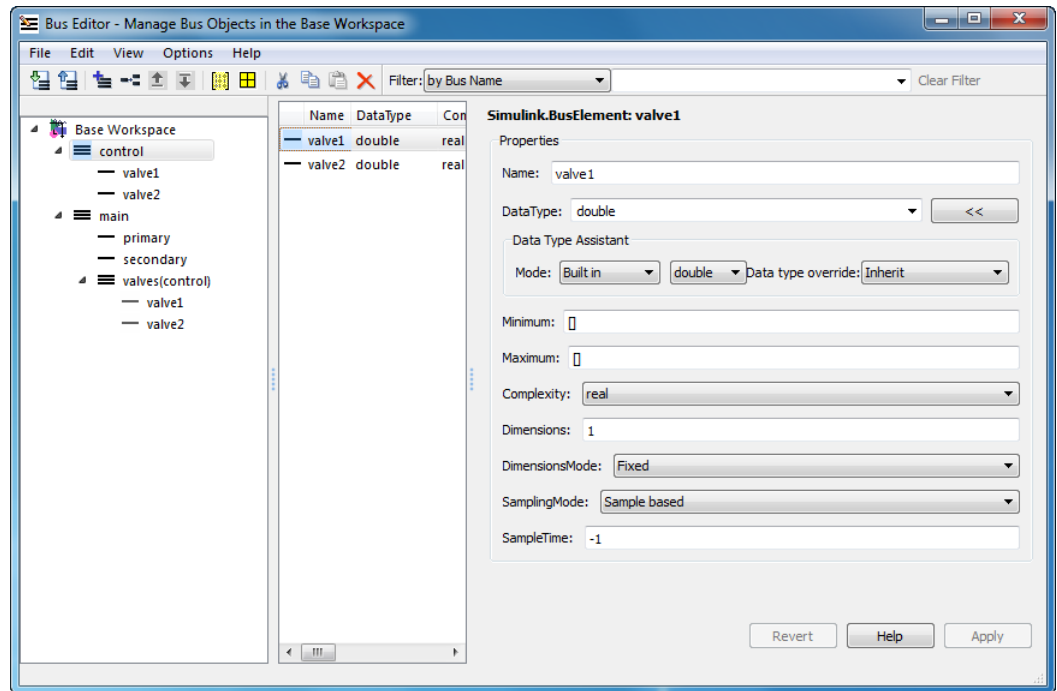 Bus Editor - Manage Bus Objects in the Base Workspace
File Edit View Options Help
Filter: by Bus Name Clear Filter
Base Workspace
control
valve1
valve2
main
primary
secondary
valves(control)
valve1
valve2
Name DataType Con
valve1 double real
valve2 double real
Simulink.BusElement: valve1
Properties
Name: valve1
DataType: double <<
Data Type Assistant
Mode: Built in double Data type override: Inherit
Minimum: []
Maximum: []
Complexity: real
Dimensions: 1
DimensionsMode: Fixed
SamplingMode: Sample based
SampleTime: -1
Revert Help Apply